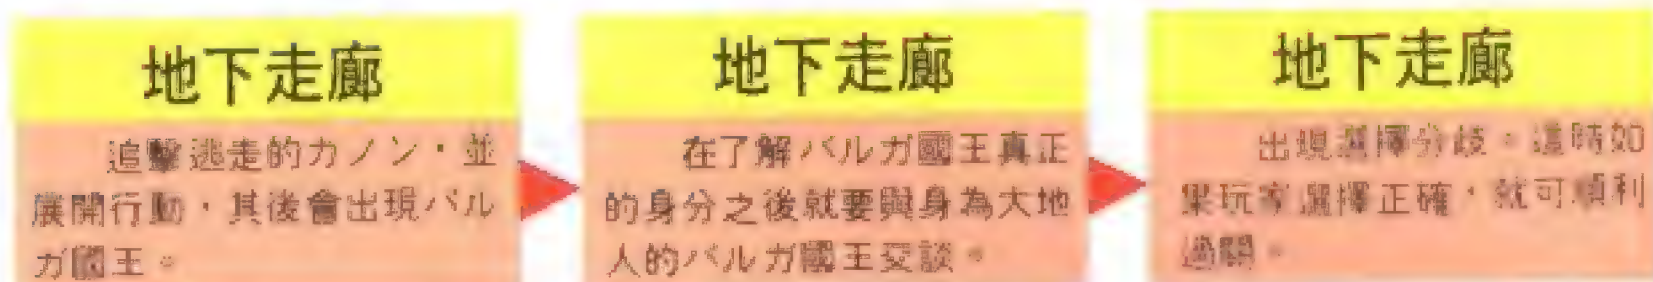 地下走廊
追擊逃走的カノン，並
展開行動，其後會出現バル
ガ國王。
地下走廊
在了解バルガ國王真正
的身分之後就要與身為大地
人的バルガ國王交談。
地下走廊
出現選擇分歧。這時如
果玩家選擇正確，就可順利
過關。